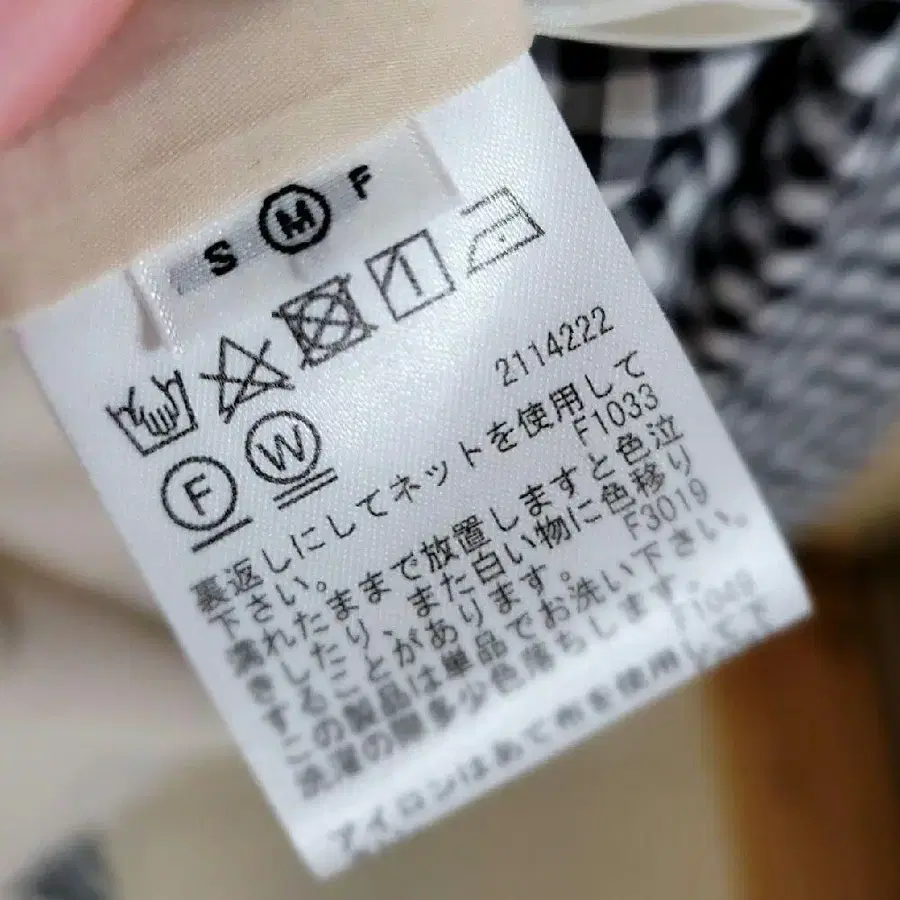 S M F
F W
2114222
裏返しにしてネットを使用して
下さい。 F1033
濡れたままで放置しますと色泣
きしたり、また白い物に色移り
することがあります。 F3019
この製品は単品でお洗い下さい。
洗濯の際多少色落ちします。 F1049
アイロンはあて布を使用して下